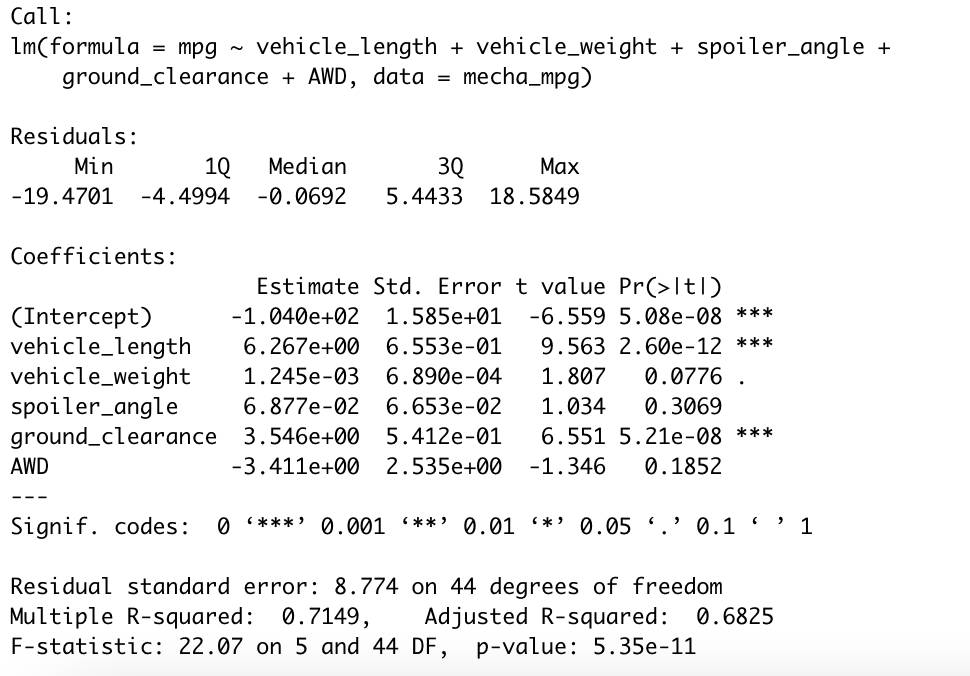 Call:
lm(formula = mpg ~ vehicle_length + vehicle_weight + spoiler_angle +
    ground_clearance + AWD, data = mecha_mpg)

Residuals:
     Min       1Q   Median       3Q      Max
-19.4701  -4.4994  -0.0692   5.4433  18.5849

Coefficients:
                   Estimate Std. Error t value Pr(>|t|)
(Intercept)      -1.040e+02  1.585e+01  -6.559 5.08e-08 ***
vehicle_length    6.267e+00  6.553e-01   9.563 2.60e-12 ***
vehicle_weight    1.245e-03  6.890e-04   1.807   0.0776 .
spoiler_angle     6.877e-02  6.653e-02   1.034   0.3069
ground_clearance  3.546e+00  5.412e-01   6.551 5.21e-08 ***
AWD              -3.411e+00  2.535e+00  -1.346   0.1852
---
Signif. codes:  0 ‘***’ 0.001 ‘**’ 0.01 ‘*’ 0.05 ‘.’ 0.1 ‘ ’ 1

Residual standard error: 8.774 on 44 degrees of freedom
Multiple R-squared:  0.7149,    Adjusted R-squared:  0.6825
F-statistic: 22.07 on 5 and 44 DF,  p-value: 5.35e-11